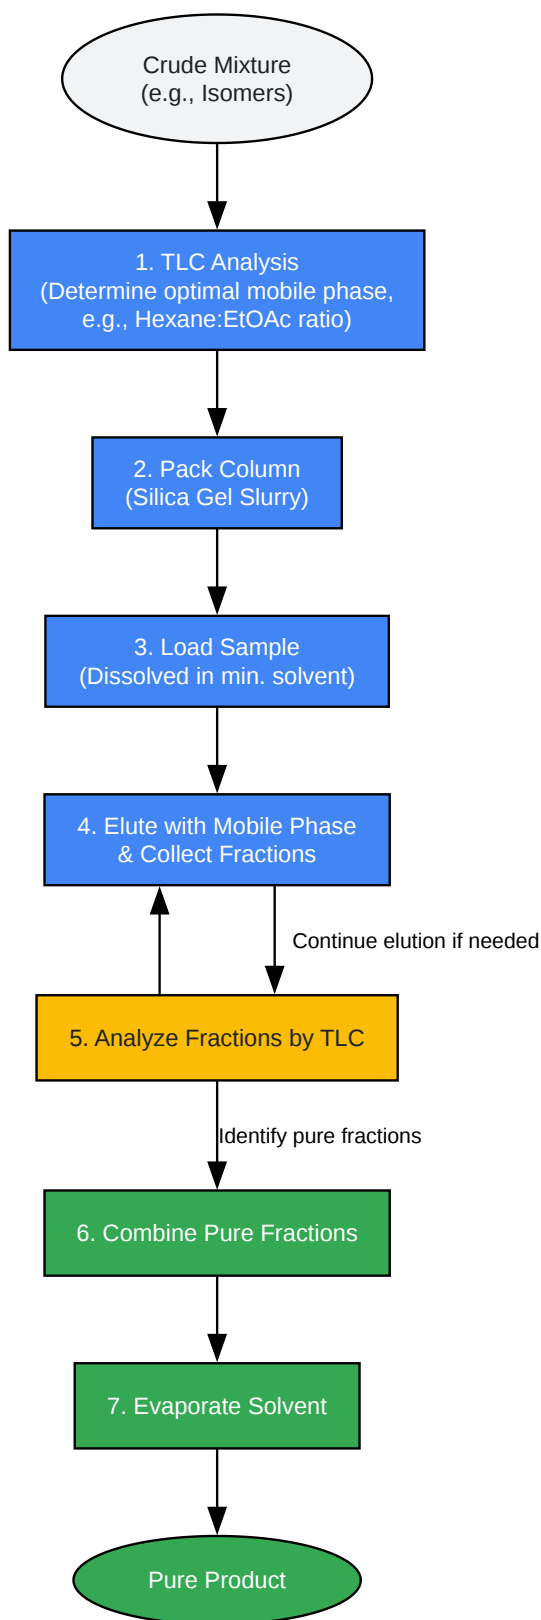 Crude Mixture
(e.g., Isomers)
1. TLC Analysis
(Determine optimal mobile phase,
e.g., Hexane:EtOAc ratio)
2. Pack Column
(Silica Gel Slurry)
3. Load Sample
(Dissolved in min. solvent)
4. Elute with Mobile Phase
& Collect Fractions
Continue elution if needed
5. Analyze Fractions by TLC
Identify pure fractions
6. Combine Pure Fractions
7. Evaporate Solvent
Pure Product